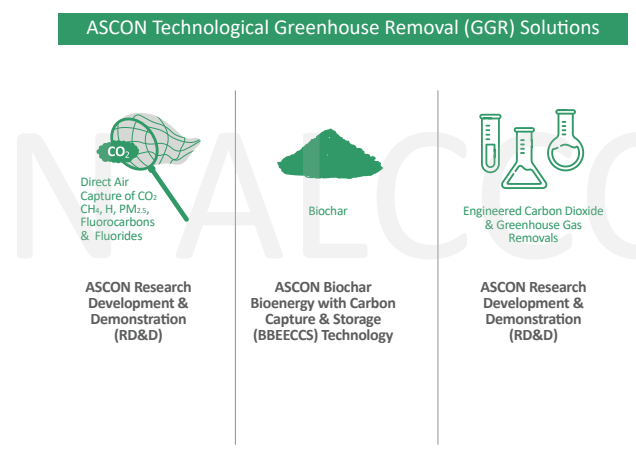 ASCON Technological Greenhouse Removal (GGR) Solutions
CO₂
Direct Air
Capture of CO₂
CH₄, H, PM₂.₅,
Fluorocarbons
& Fluorides
ASCON Research
Development &
Demonstration
(RD&D)
Biochar
ASCON Biochar
Bioenergy with Carbon
Capture & Storage
(BBEECCS) Technology
Engineered Carbon Dioxide
& Greenhouse Gas
Removals
ASCON Research
Development &
Demonstration
(RD&D)
N ALCCC